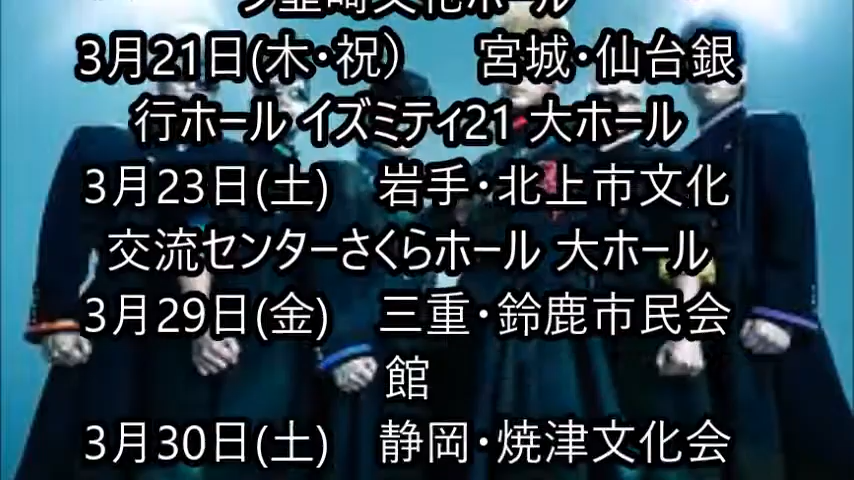 3月21日(木・祝) 宮城・仙台銀
行ホール イズミティ21 大ホール
3月23日(土) 岩手・北上市文化
交流センターさくらホール 大ホール
3月29日(金) 三重・鈴鹿市民会
館
3月30日(土) 静岡・焼津文化会